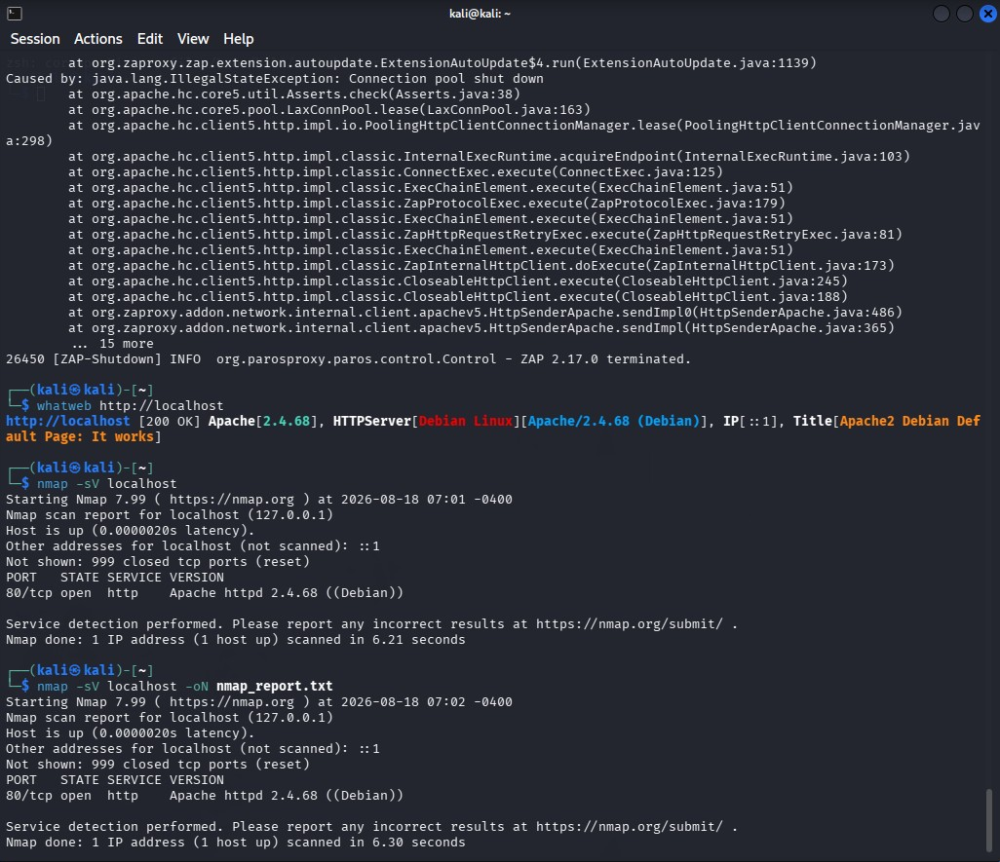 kali@kali: ~
Session Actions Edit View Help
at org.zaproxy.zap.extension.autoupdate.ExtensionAutoUpdate$4.run(ExtensionAutoUpdate.java:1139)
Caused by: java.lang.IllegalStateException: Connection pool shut down
at org.apache.hc.core5.util.Asserts.check(Asserts.java:38)
at org.apache.hc.core5.pool.LaxConnPool.lease(LaxConnPool.java:163)
at org.apache.hc.client5.http.impl.io.PoolingHttpClientConnectionManager.lease(PoolingHttpClientConnectionManager.jav
a:298)
at org.apache.hc.client5.http.impl.classic.InternalExecRuntime.acquireEndpoint(InternalExecRuntime.java:103)
at org.apache.hc.client5.http.impl.classic.ConnectExec.execute(ConnectExec.java:125)
at org.apache.hc.client5.http.impl.classic.ExecChainElement.execute(ExecChainElement.java:51)
at org.apache.hc.client5.http.impl.classic.ZapProtocolExec.execute(ZapProtocolExec.java:179)
at org.apache.hc.client5.http.impl.classic.ExecChainElement.execute(ExecChainElement.java:51)
at org.apache.hc.client5.http.impl.classic.ZapHttpRequestRetryExec.execute(ZapHttpRequestRetryExec.java:81)
at org.apache.hc.client5.http.impl.classic.ExecChainElement.execute(ExecChainElement.java:51)
at org.apache.hc.client5.http.impl.classic.ZapInternalHttpClient.doExecute(ZapInternalHttpClient.java:173)
at org.apache.hc.client5.http.impl.classic.CloseableHttpClient.execute(CloseableHttpClient.java:245)
at org.apache.hc.client5.http.impl.classic.CloseableHttpClient.execute(CloseableHttpClient.java:188)
at org.zaproxy.addon.network.internal.client.apachev5.HttpSenderApache.sendImpl0(HttpSenderApache.java:486)
at org.zaproxy.addon.network.internal.client.apachev5.HttpSenderApache.sendImpl(HttpSenderApache.java:365)
... 15 more
26450 [ZAP-Shutdown] INFO  org.parosproxy.paros.control.Control - ZAP 2.17.0 terminated.
┌──(kali㉿kali)-[~]
└─$ whatweb http://localhost
http://localhost [200 OK] Apache[2.4.68], HTTPServer[Debian Linux][Apache/2.4.68 (Debian)], IP[::1], Title[Apache2 Debian Def
ault Page: It works]
┌──(kali㉿kali)-[~]
└─$ nmap -sV localhost
Starting Nmap 7.99 ( https://nmap.org ) at 2026-08-18 07:01 -0400
Nmap scan report for localhost (127.0.0.1)
Host is up (0.0000020s latency).
Other addresses for localhost (not scanned): ::1
Not shown: 999 closed tcp ports (reset)
PORT   STATE SERVICE VERSION
80/tcp open  http    Apache httpd 2.4.68 ((Debian))
Service detection performed. Please report any incorrect results at https://nmap.org/submit/ .
Nmap done: 1 IP address (1 host up) scanned in 6.21 seconds
┌──(kali㉿kali)-[~]
└─$ nmap -sV localhost -oN nmap_report.txt
Starting Nmap 7.99 ( https://nmap.org ) at 2026-08-18 07:02 -0400
Nmap scan report for localhost (127.0.0.1)
Host is up (0.0000020s latency).
Other addresses for localhost (not scanned): ::1
Not shown: 999 closed tcp ports (reset)
PORT   STATE SERVICE VERSION
80/tcp open  http    Apache httpd 2.4.68 ((Debian))
Service detection performed. Please report any incorrect results at https://nmap.org/submit/ .
Nmap done: 1 IP address (1 host up) scanned in 6.30 seconds